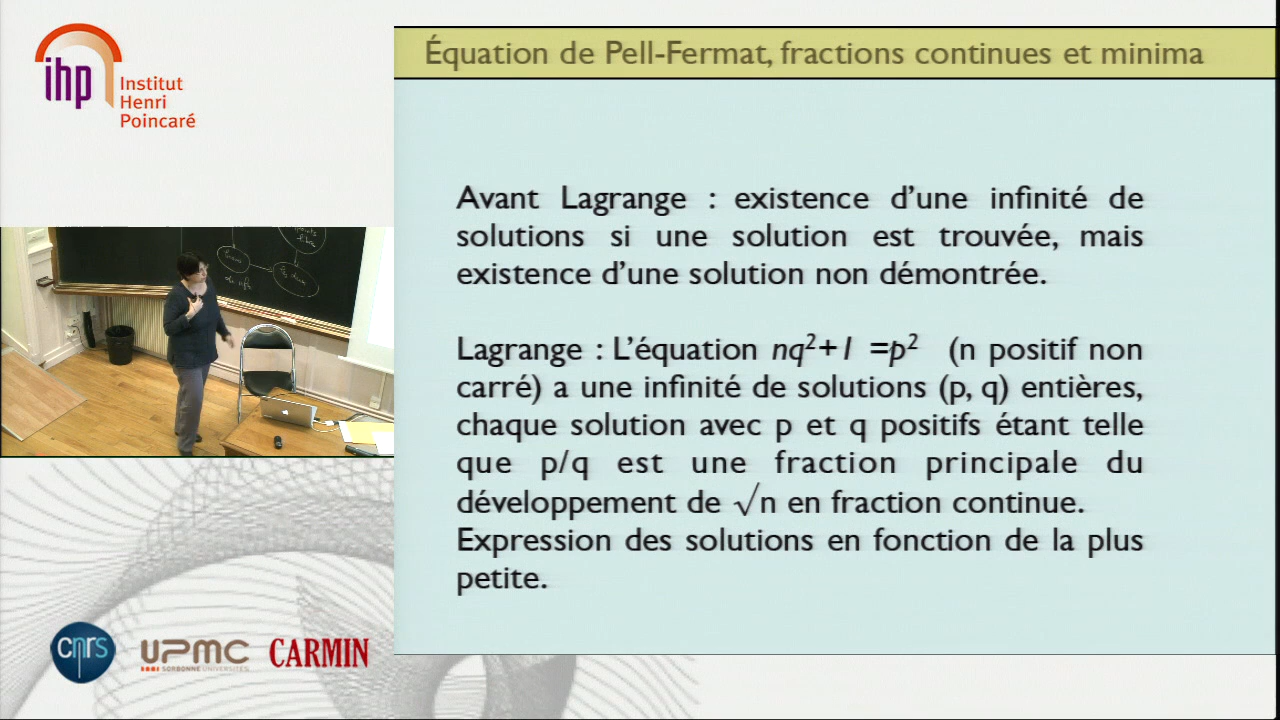 ihp
Institut
Henri
Poincaré
Équation de Pell-Fermat, fractions continues et minima
Avant Lagrange : existence d’une infinité de
solutions si une solution est trouvée, mais
existence d’une solution non démontrée.
Lagrange : L’équation nq²+1 =p² (n positif non
carré) a une infinité de solutions (p, q) entières,
chaque solution avec p et q positifs étant telle
que p/q est une fraction principale du
développement de √n en fraction continue.
Expression des solutions en fonction de la plus
petite.
cnrs
UPMC
SORBONNE UNIVERSITÉS
CARMIN